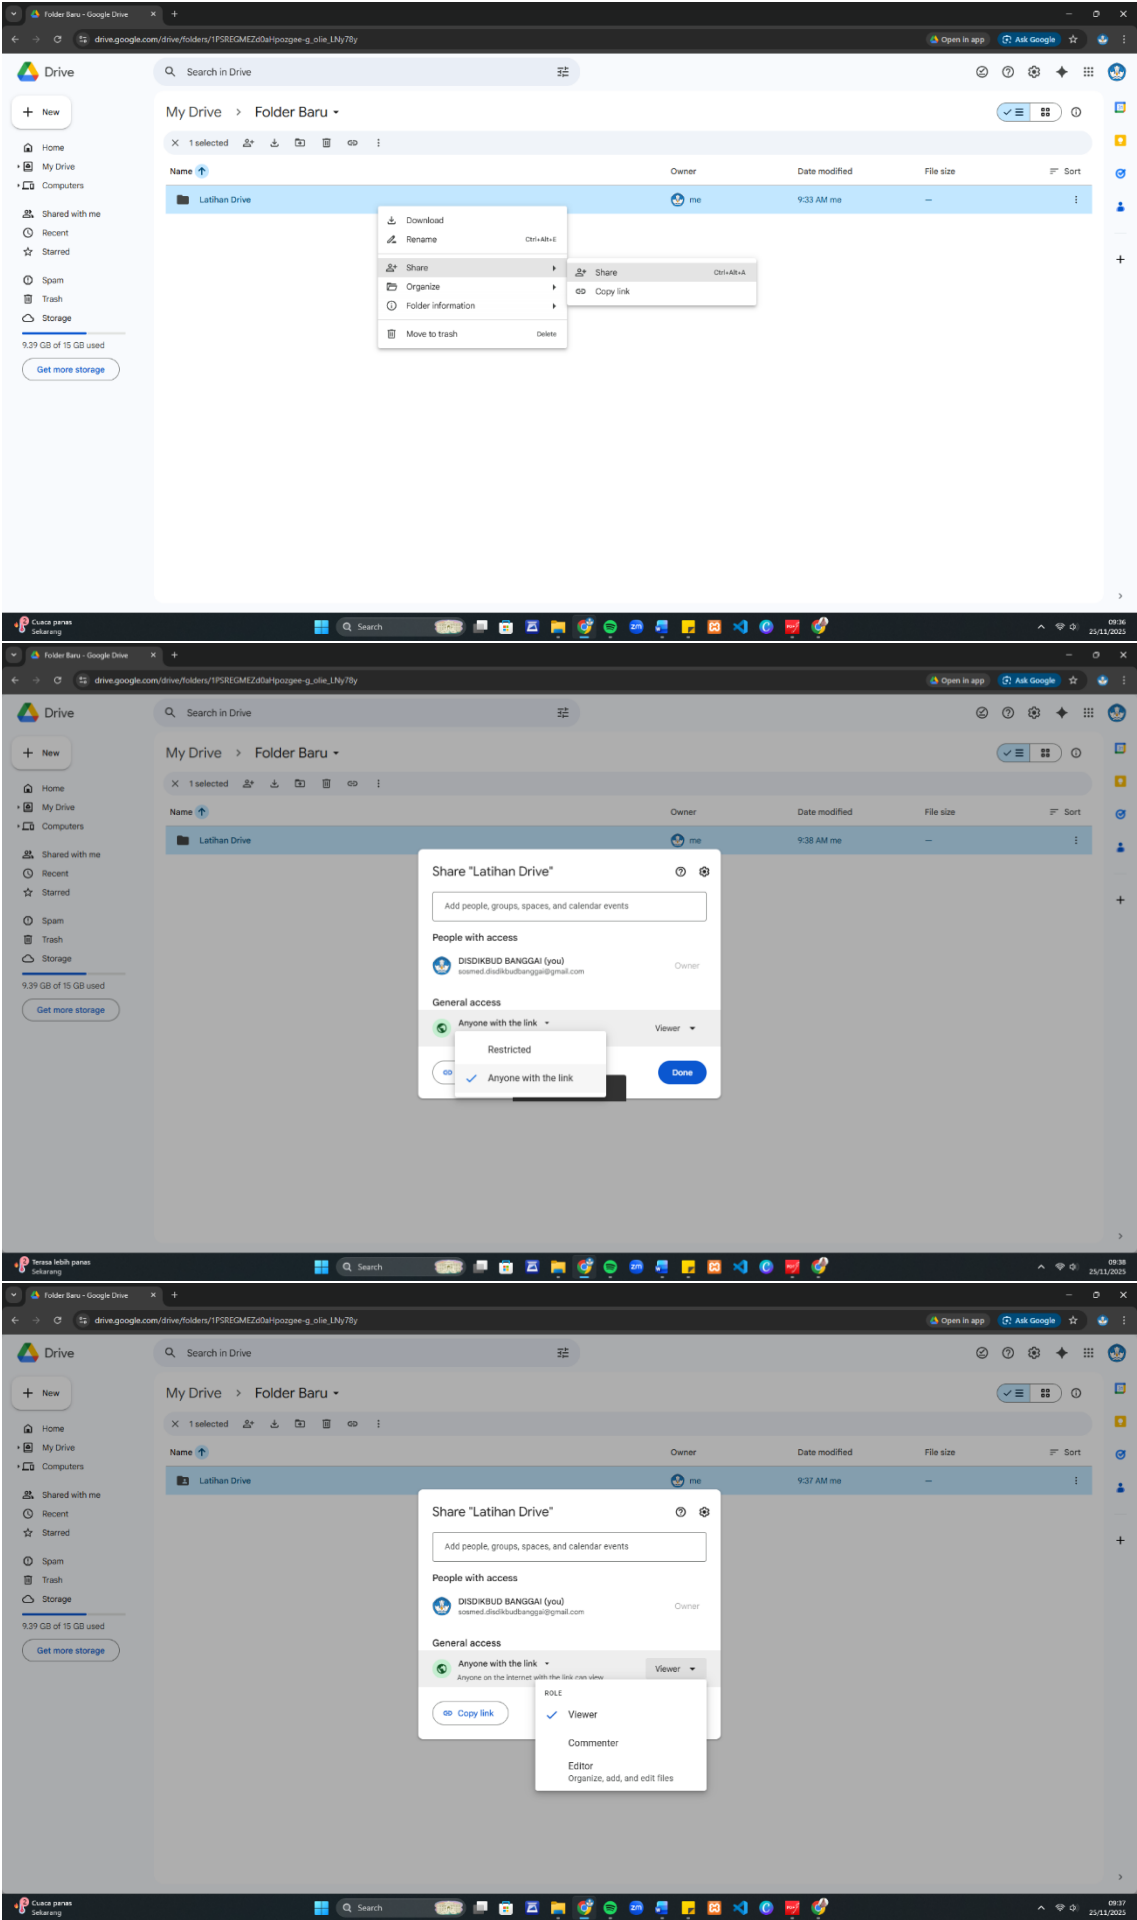 Folder Baru - Google Drive
drive.google.com/drive/folders/1PSREGMEZd0aHpozgee-g_olie_LNy78y
Open in app
Ask Google
Drive
Search in Drive
New
My Drive > Folder Baru
1 selected
Home
My Drive
Computers
Shared with me
Recent
Starred
Spam
Trash
Storage
9.39 GB of 15 GB used
Get more storage
Name Owner Date modified File size Sort
Latihan Drive me 9:33 AM me —
Download
Rename Ctrl+Alt+E
Share
Organize
Folder information
Move to trash Delete
Share Ctrl+Alt+A
Copy link
Cuaca panas
Sekarang
Search
09:36
25/11/2025
Folder Baru - Google Drive
drive.google.com/drive/folders/1PSREGMEZd0aHpozgee-g_olie_LNy78y
Open in app
Ask Google
Drive
Search in Drive
New
My Drive > Folder Baru
1 selected
Home
My Drive
Computers
Shared with me
Recent
Starred
Spam
Trash
Storage
9.39 GB of 15 GB used
Get more storage
Name Owner Date modified File size Sort
Latihan Drive me 9:38 AM me —
Share "Latihan Drive"
Add people, groups, spaces, and calendar events
People with access
DISDIKBUD BANGGAI (you)
sosmed.disdikbudbanggai@gmail.com
Owner
General access
Anyone with the link
Viewer
Restricted
Anyone with the link
Done
Terasa lebih panas
Sekarang
Search
09:38
25/11/2025
Folder Baru - Google Drive
drive.google.com/drive/folders/1PSREGMEZd0aHpozgee-g_olie_LNy78y
Open in app
Ask Google
Drive
Search in Drive
New
My Drive > Folder Baru
1 selected
Home
My Drive
Computers
Shared with me
Recent
Starred
Spam
Trash
Storage
9.39 GB of 15 GB used
Get more storage
Name Owner Date modified File size Sort
Latihan Drive me 9:37 AM me —
Share "Latihan Drive"
Add people, groups, spaces, and calendar events
People with access
DISDIKBUD BANGGAI (you)
sosmed.disdikbudbanggai@gmail.com
Owner
General access
Anyone with the link
Anyone on the Internet with the link can view
Viewer
Copy link
ROLE
Viewer
Commenter
Editor
Organize, add, and edit files
Cuaca panas
Sekarang
Search
09:37
25/11/2025